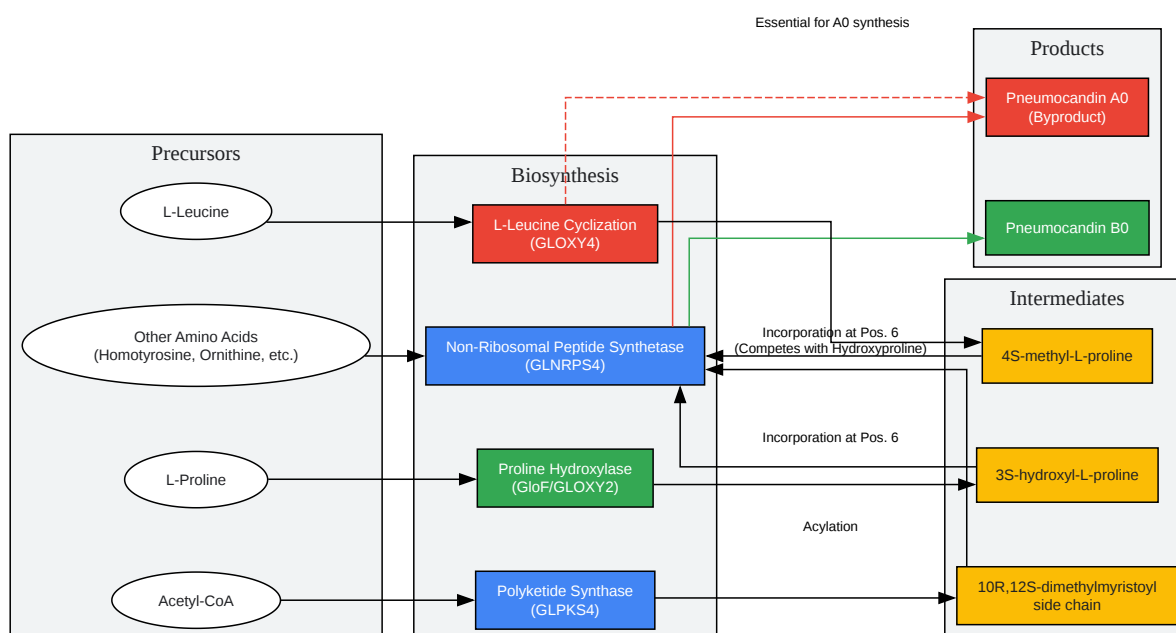 Essential for A0 synthesis
Products
Pneumocandin A0
(Byproduct)
Pneumocandin B0
Precursors
L-Leucine
Other Amino Acids
(Homotyrosine, Ornithine, etc.)
L-Proline
Acetyl-CoA
Biosynthesis
L-Leucine Cyclization
(GLOXY4)
Non-Ribosomal Peptide Synthetase
(GLNRPS4)
Proline Hydroxylase
(GloF/GLOXY2)
Polyketide Synthase
(GLPKS4)
Incorporation at Pos. 6
(Competes with Hydroxyproline)
Incorporation at Pos. 6
Acylation
Intermediates
4S-methyl-L-proline
3S-hydroxyl-L-proline
10R,12S-dimethylmyristoyl
side chain